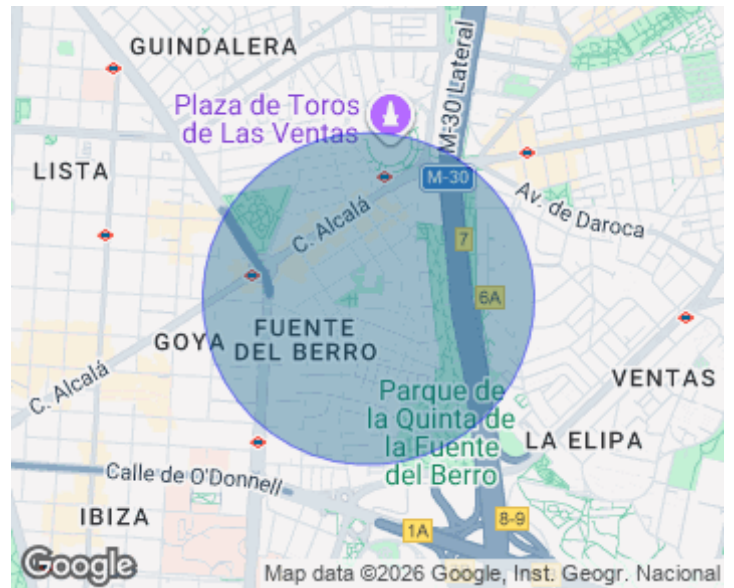 GUINDALERA
Plaza de Toros
de Las Ventas
M-30 Lateral
LISTA
M-30
Av. de Daroca
C. Alcalá
7
6A
FUENTE
DEL BERRO
GOYA
C. Alcalá
VENTAS
Parque de
la Quinta de
la Fuente
del Berro
LA ELIPA
Calle de O'Donnell
IBIZA
1A
8-9
Google
Map data ©2026 Google, Inst. Geogr. Nacional